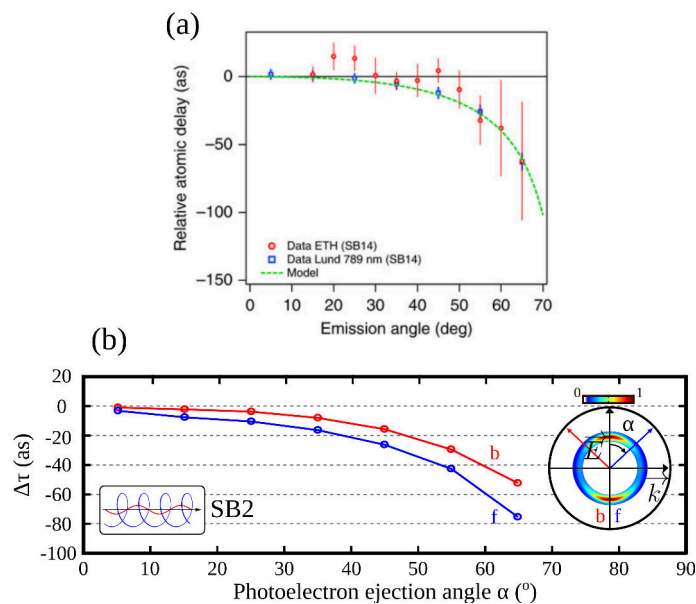 (a)
Relative atomic delay (as)
0
-50
-100
-150
Data ETH (SB14)
Data Lund 789 nm (SB14)
Model
0 10 20 30 40 50 60 70
Emission angle (deg)
(b)
Δτ (as)
20
0
-20
-40
-60
-80
-100
SB2
b
f
0 1
α
E
k
b f
0 10 20 30 40 50 60 70 80 90
Photoelectron ejection angle α (°)